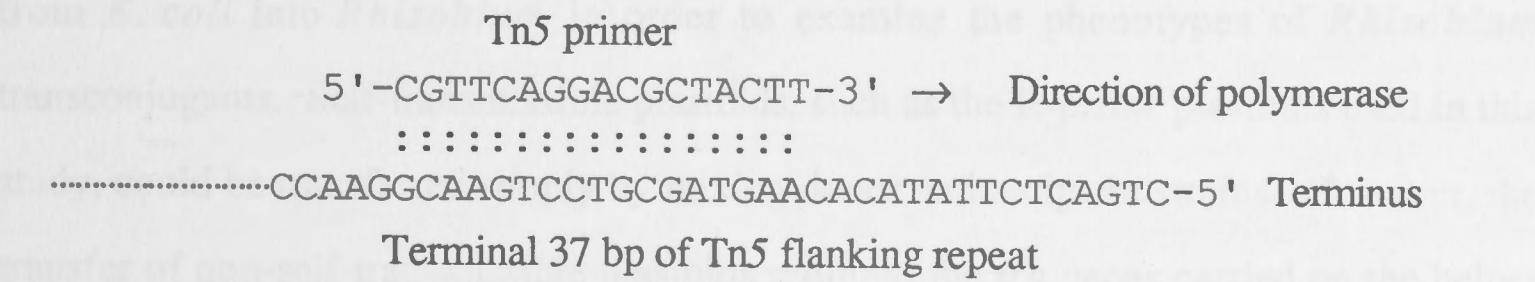 Tn5 primer
5'-CGTTCAGGACGCTACTT-3' → Direction of polymerase
:::::::::::::::::
......................CCAAGGCAAGTCCTGCGATGAACACATATTCTCAGTC-5' Terminus
Terminal 37 bp of Tn5 flanking repeat